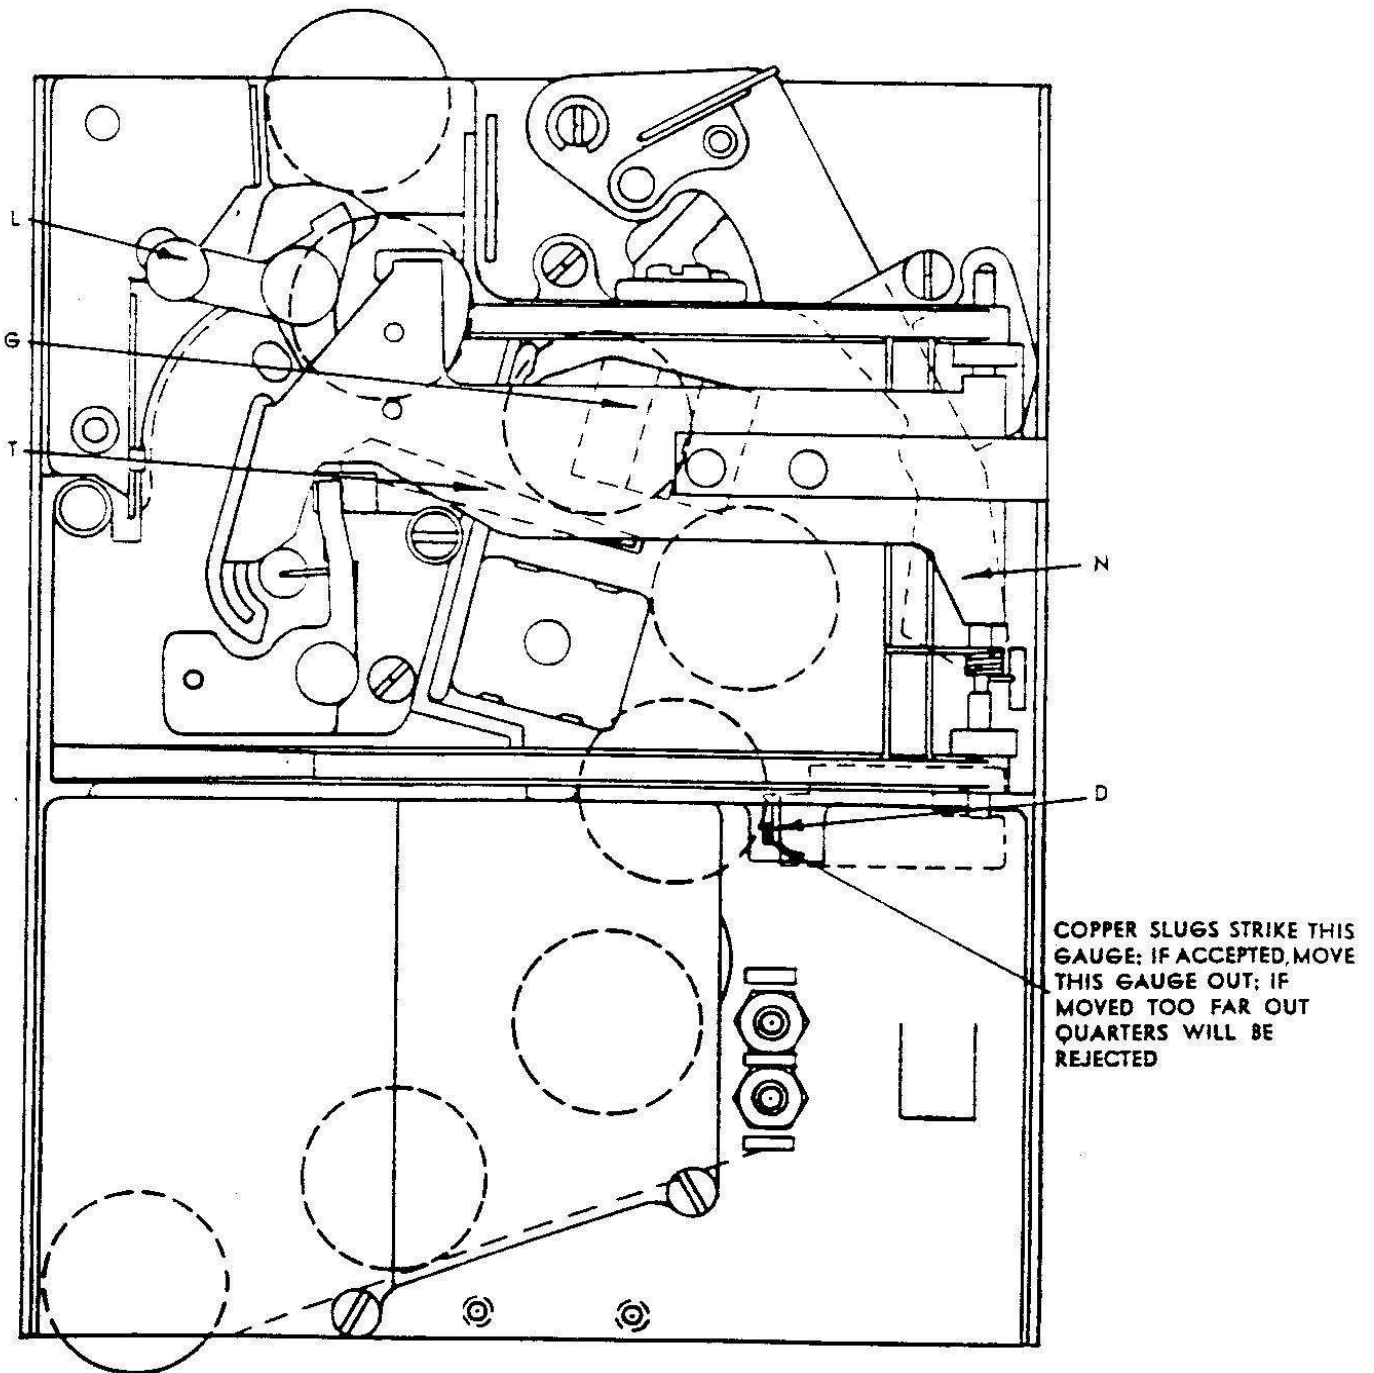 L
G
T
N
D
COPPER SLUGS STRIKE THIS
GAUGE; IF ACCEPTED, MOVE
THIS GAUGE OUT; IF
MOVED TOO FAR OUT
QUARTERS WILL BE
REJECTED